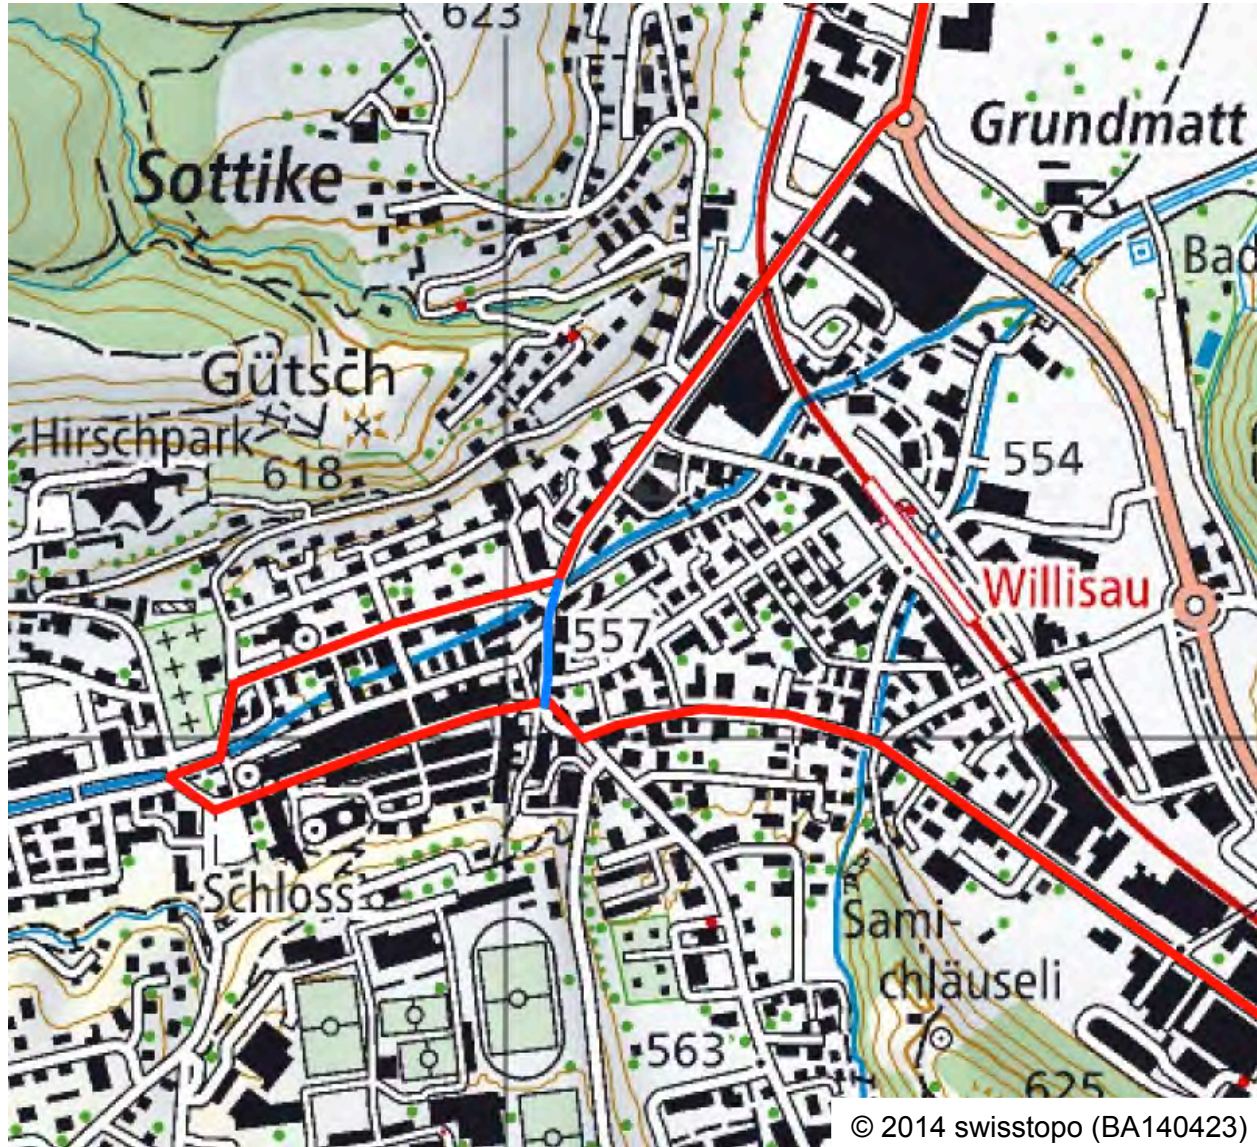 623
Grundmatt
Sottike
Bad
Gütsch
Hirschpark
618
554
Willisau
557
Schloss
Sami-
chläuseli
563
625
© 2014 swisstopo (BA140423)